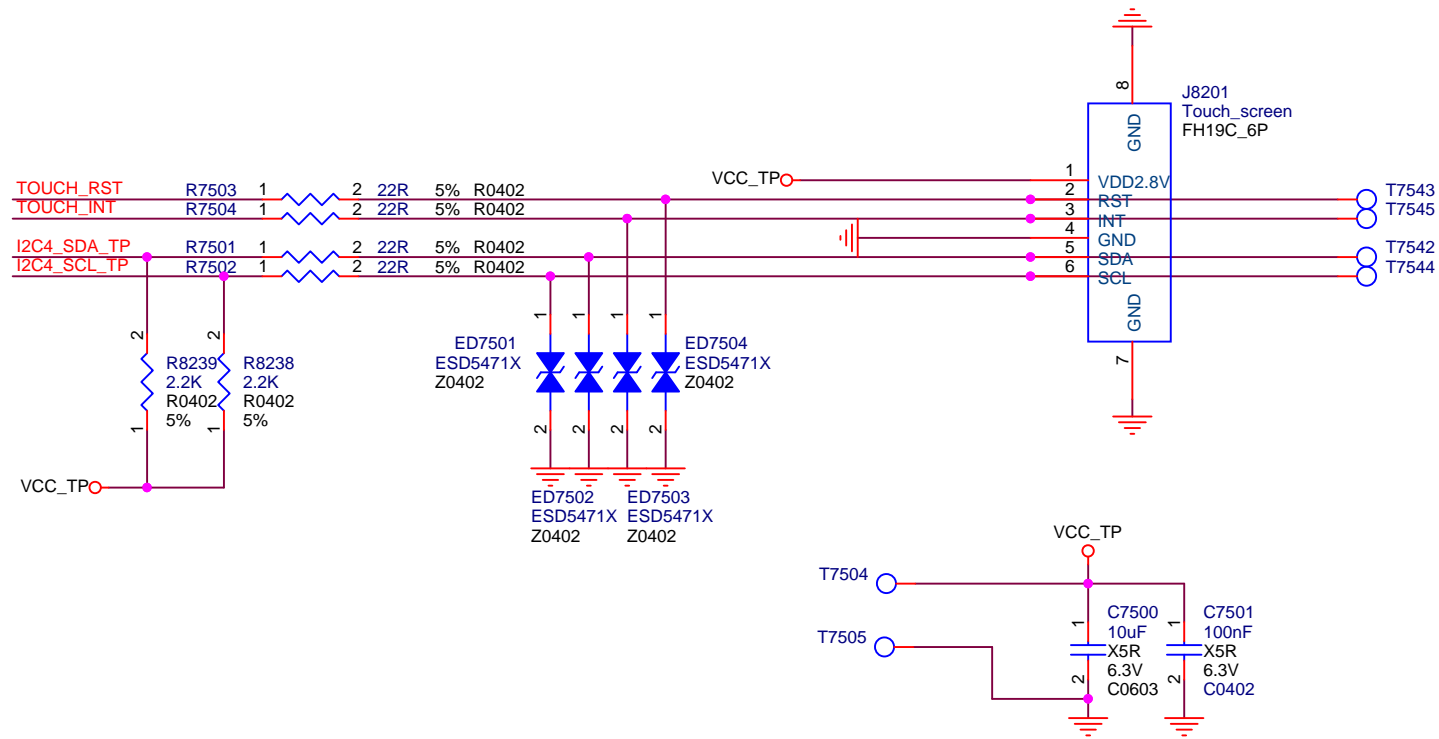 8
J8201
Touch_screen
FH19C_6P
GND
VCC_TP
1
VDD2.8V
TOUCH_RST
R7503
1
2
22R
5%
R0402
2
RST
T7543
TOUCH_INT
R7504
1
2
22R
5%
R0402
3
INT
T7545
4
GND
I2C4_SDA_TP
R7501
1
2
22R
5%
R0402
5
SDA
T7542
I2C4_SCL_TP
R7502
1
2
22R
5%
R0402
6
SCL
T7544
GND
7
2
R8239
2.2K
R0402
5%
1
2
R8238
2.2K
R0402
5%
1
VCC_TP
ED7501
ESD5471X
Z0402
1
1
1
1
ED7504
ESD5471X
Z0402
2
2
2
2
ED7502
ESD5471X
Z0402
ED7503
ESD5471X
Z0402
VCC_TP
T7504
T7505
1
C7500
10uF
X5R
6.3V
C0603
2
1
C7501
100nF
X5R
6.3V
C0402
2